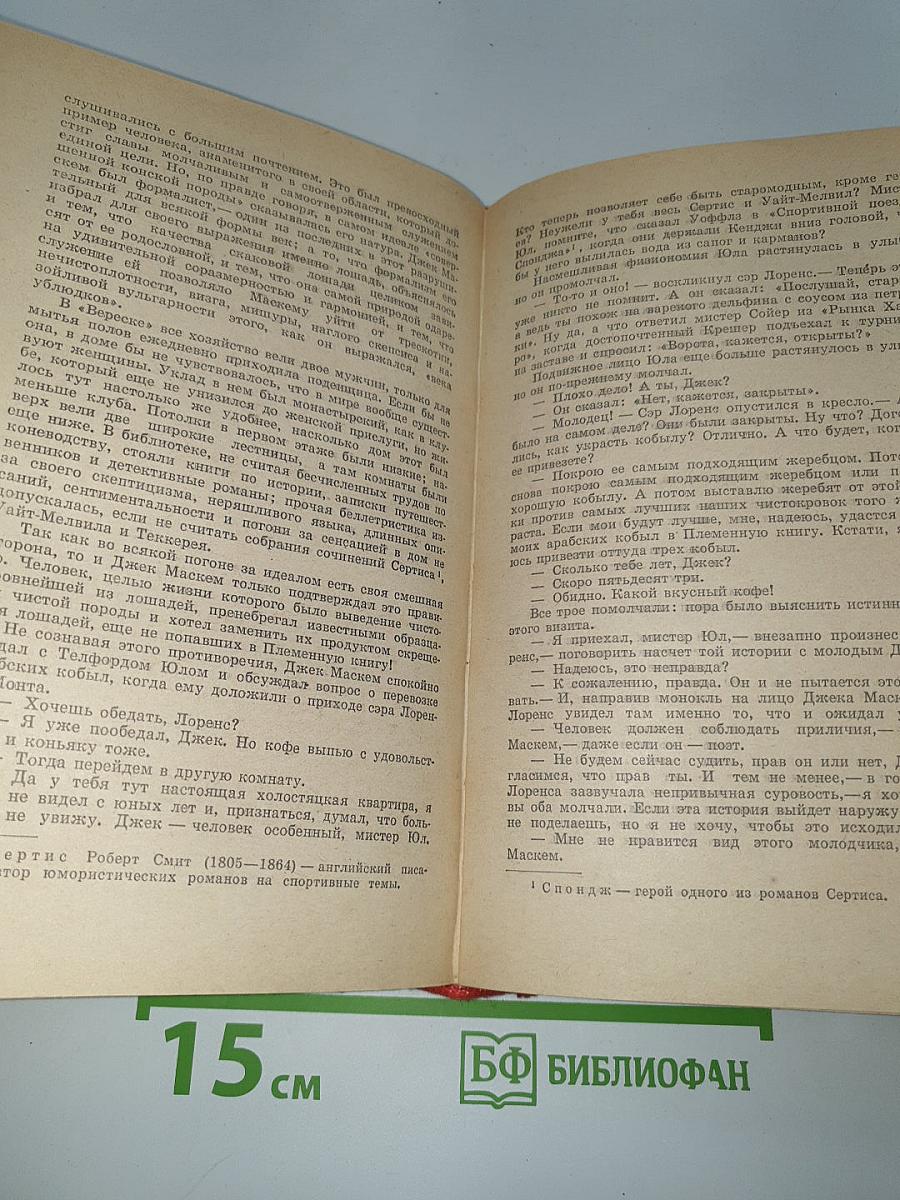 слушивались с большим почтением. Это был превосходный
пример человека, знаменитого в своей области, который до-
стиг славы молчаливым и самоотверженным служением
единой цели. Но, по правде говоря, в самом идеале «совер-
шенной конской породы» сказывалась его натура. Джек Ма-
скем был формалист,— один из последних в этот разруши-
тельный для всякой формы век; а то, что формализм его
избрал для своего выражения именно лошадь, объяснялось
и тем, что качества скаковой лошади целиком зави-
сят от ее родословной, и тем, что она самой природой одаре-
на удивительной соразмерностью и гармонией, и тем, что
служение ей позволяло Маскему уйти от трескотни,
нечистоплотности, визга, мишуры, наглого скепсиса и на-
зойливой вульгарности этого, как он выражался, «века
ублюдков».
В «Вереске» все хозяйство вели двое мужчин, только для
мытья полов ежедневно приходила поденщица. Если бы не
она, в доме бы не чувствовалось, что в мире вообще сущест-
вуют женщины. Уклад в нем был монастырский, как в клу-
бе, который еще не унизился до женской прислуги, но жи-
лось тут настолько же удобнее, насколько дом этот был
меньше клуба. Потолки в первом этаже были низкие; на-
верх вели две широкие лестницы, а там комнаты были
еще ниже. В библиотеке, не считая бесчисленных трудов по
коневодству, стояли книги по истории, записки путешест-
венников и детективные романы; прочая беллетристика из-
за своего скептицизма, неряшливого языка, длинных опи-
саний, сентиментальности и погони за сенсацией в дом не
допускалась, если не считать собрания сочинений Сертиса¹,
Уайт-Мелвила и Теккерея.
Так как во всякой погоне за идеалом есть своя смешная
сторона, то и Джек Маскем только подтверждал это прави-
о. Человек, целью жизни которого было выведение чисто-
ровнейшей из лошадей, пренебрегал известными образца-
и чистой породы и хотел заменить их продуктом скреще-
я лошадей, еще не попавших в Племенную книгу!
Не сознавая этого противоречия, Джек Маскем спокойно
дал с Телфордом Юлом и обсуждал вопрос о перевозке
бских кобыл, когда ему доложили о приходе сэра Лорен-
Монта.
— Хочешь обедать, Лоренс?
— Я уже пообедал, Джек. Но кофе выпью с удовольст-
и коньяку тоже.
— Тогда перейдем в другую комнату.
Да у тебя тут настоящая холостяцкая квартира, я
не видел с юных лет и, признаться, думал, что боль-
не увижу. Джек — человек особенный, мистер Юл.
ертис Роберт Смит (1805—1864) — английский писа-
втор юмористических романов на спортивные темы.
Кто теперь позволяет себе быть старомодным, кроме ге
ев? Неужели у тебя весь Сертис и Уайт-Мелвил? Мист
Юл, помните, что сказал Уоффлз в «Спортивной поезд
Спонджа»¹, когда они держали Кенджи вниз головой, ч
бы у него вылилась вода из сапог и карманов?
Насмешливая физиономия Юла растянулась в улыб
но он промолчал.
— То-то и оно! — воскликнул сэр Лоренс.— Теперь эт
уже никто не помнит. А он сказал: «Послушай, стар
а ведь ты похож на вареного дельфина с соусом из петр
ки». Ну да, а что ответил мистер Сойер из «Рынка Ха
ро», когда достопочтенный Крешер подъехал к турни
на заставе и спросил: «Ворота, кажется, открыты?»
Подвижное лицо Юла еще больше растянулось в улы
но он по-прежнему молчал.
— Плохо дело! А ты, Джек?
— Он сказал: «Нет, кажется, закрыты».
— Молодец! — Сэр Лоренс опустился в кресло.— А
было на самом деле? Они были закрыты. Ну что? Дого
лись, как украсть кобылу? Отлично. А что будет, ког
ее привезете?
— Покрою ее самым подходящим жеребцом. Пото
снова покрою самым подходящим жеребцом или п
хорошую кобылу. А потом выставлю жеребят от этой
ки против самых лучших наших чистокровок того ж
раста. Если мои будут лучше, мне, надеюсь, удастся
моих арабских кобыл в Племенную книгу. Кстати, я
юсь привезти оттуда трех кобыл.
— Сколько тебе лет, Джек?
— Скоро пятьдесят три.
— Обидно. Какой вкусный кофе!
Все трое помолчали: пора было выяснить истинн
этого визита.
— Я приехал, мистер Юл,— внезапно произнес
ренс,— поговорить насчет той истории с молодым Д
— Надеюсь, это неправда?
— К сожалению, правда. Он и не пытается это
вать.— И, направив монокль на лицо Джека Маск
Лоренс увидел там именно то, что и ожидал у
— Человек должен соблюдать приличия,—
Маскем,— даже если он — поэт.
— Не будем сейчас судить, прав он или нет, Д
гласимся, что прав ты. И тем не менее,— в го
Лоренса зазвучала непривычная суровость,—я хо
вы оба молчали. Если эта история выйдет наружу
не поделаешь, но я не хочу, чтобы это исходил
— Мне не нравится вид этого молодчика,
Маскем.
¹ Спондж — герой одного из романов Сертиса.
15 см
БФ БИБЛИОФАН